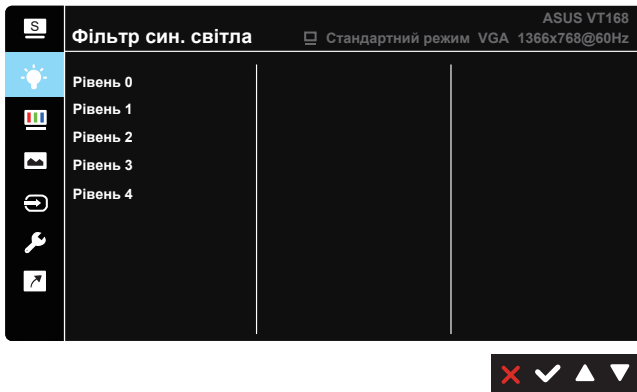 S
ASUS VT168
Фільтр син. світла
Стандартний режим VGA 1366x768@60Hz
Рівень 0
Рівень 1
Рівень 2
Рівень 3
Рівень 4